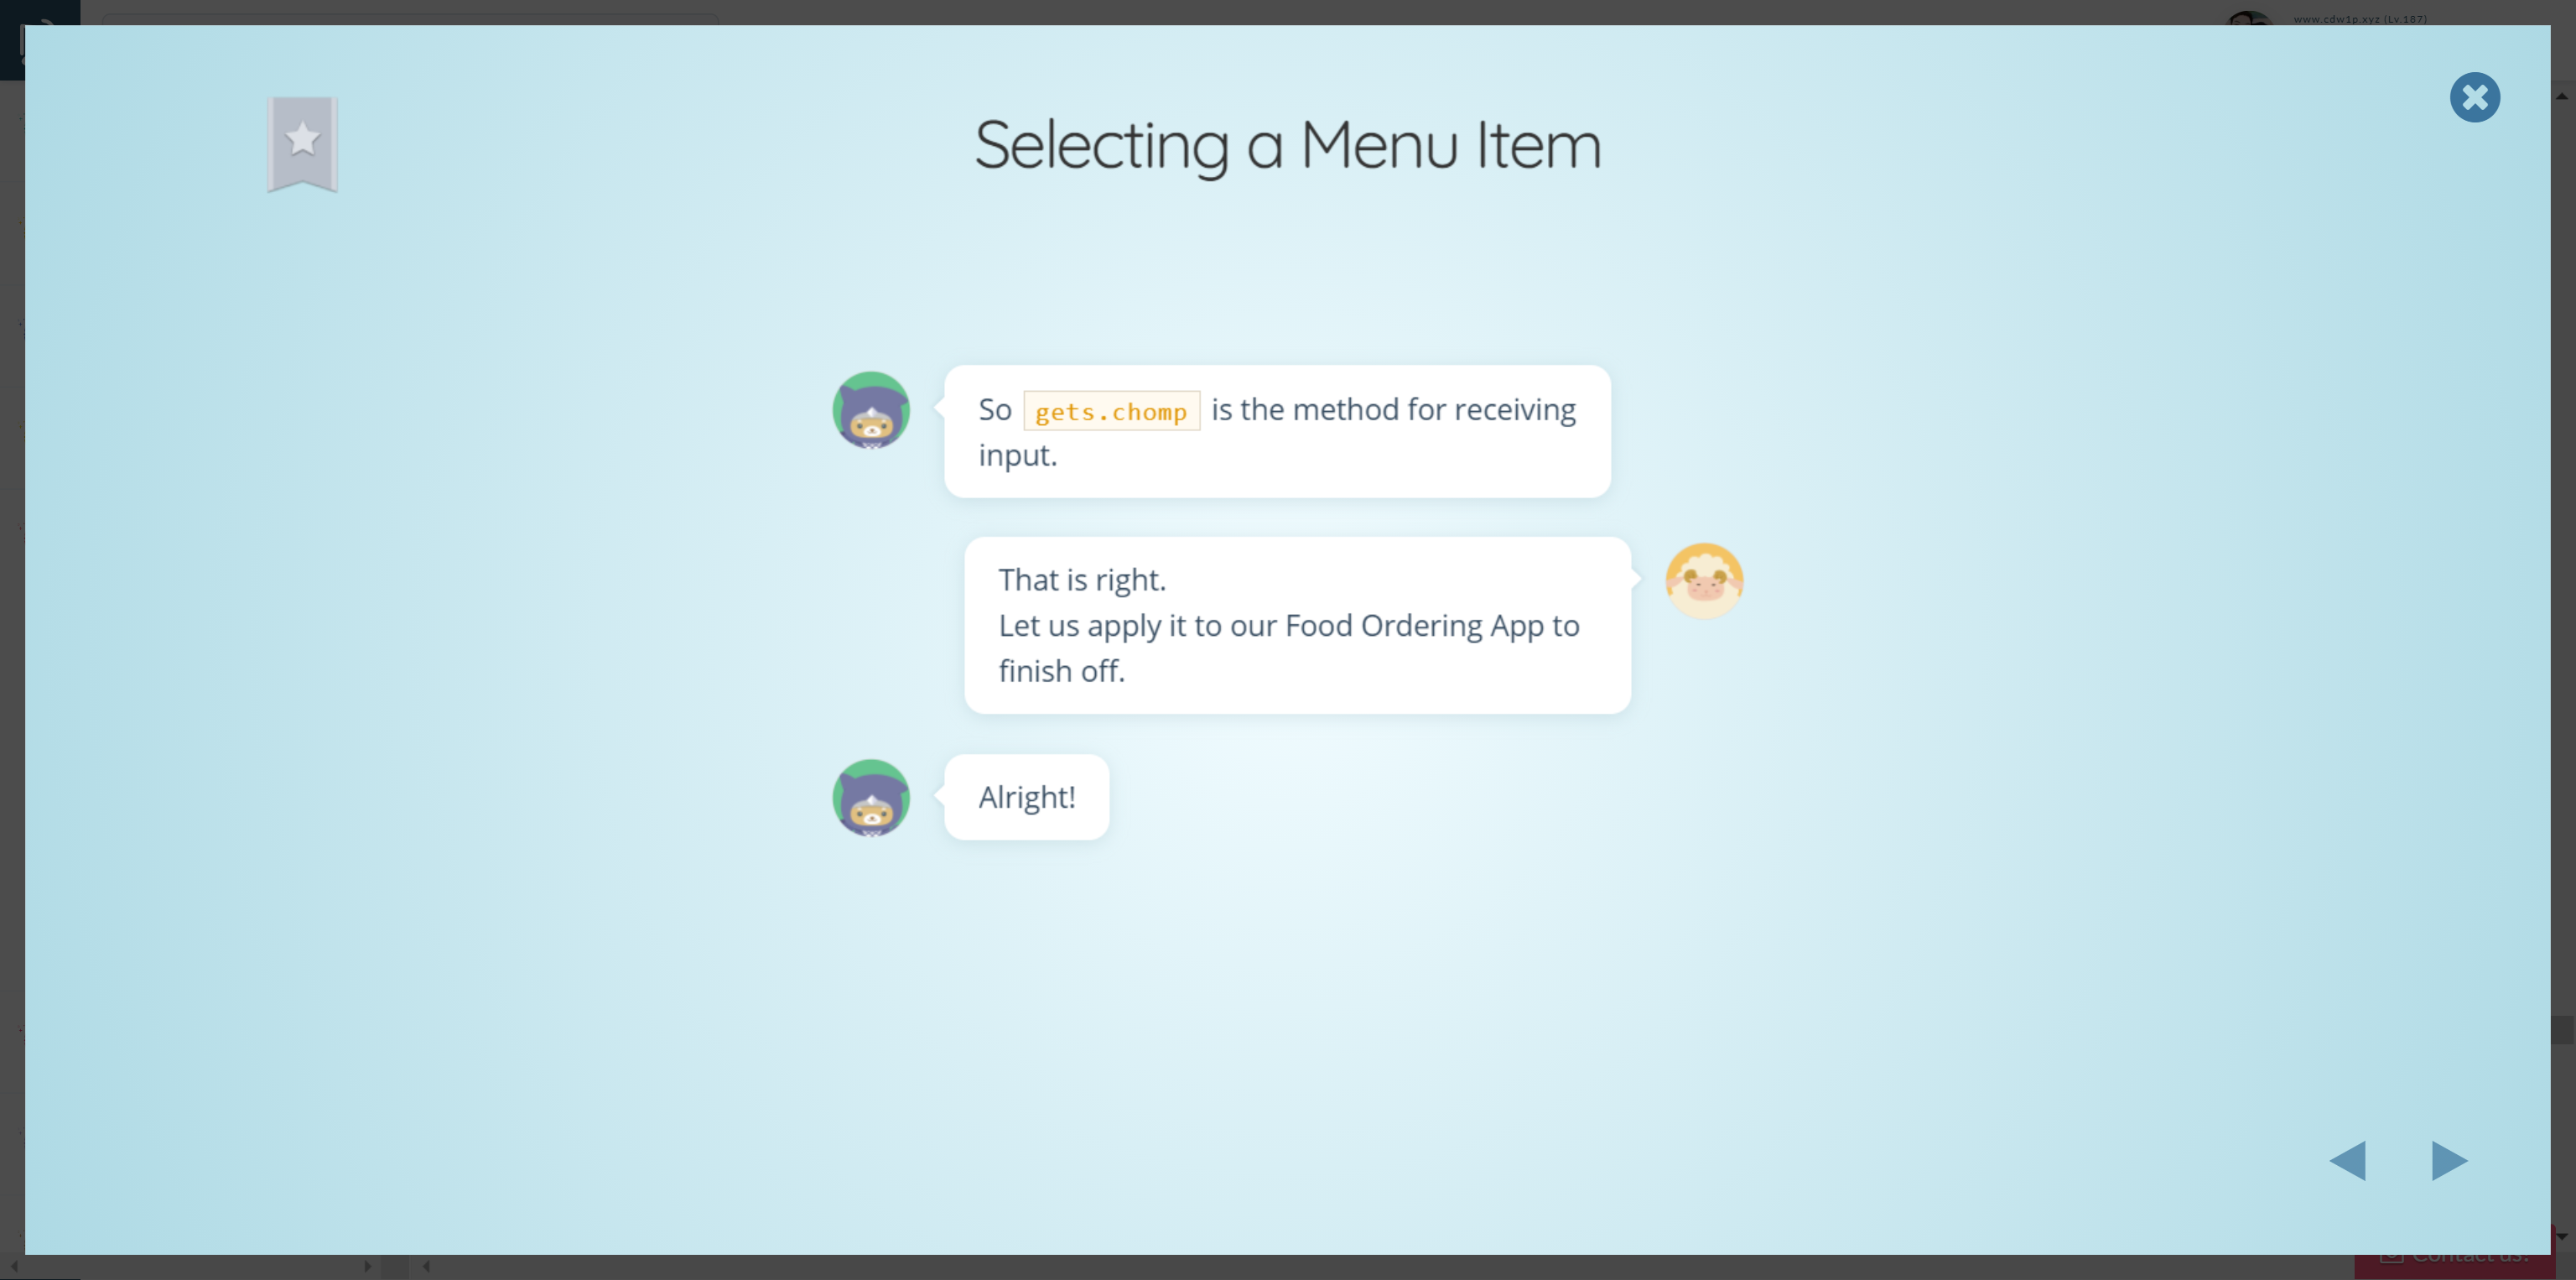 www.cdw1p.xyz (Lv.187)
Selecting a Menu Item
So gets.chomp is the method for receiving
input.
That is right.
Let us apply it to our Food Ordering App to
finish off.
Alright!
Contact us!